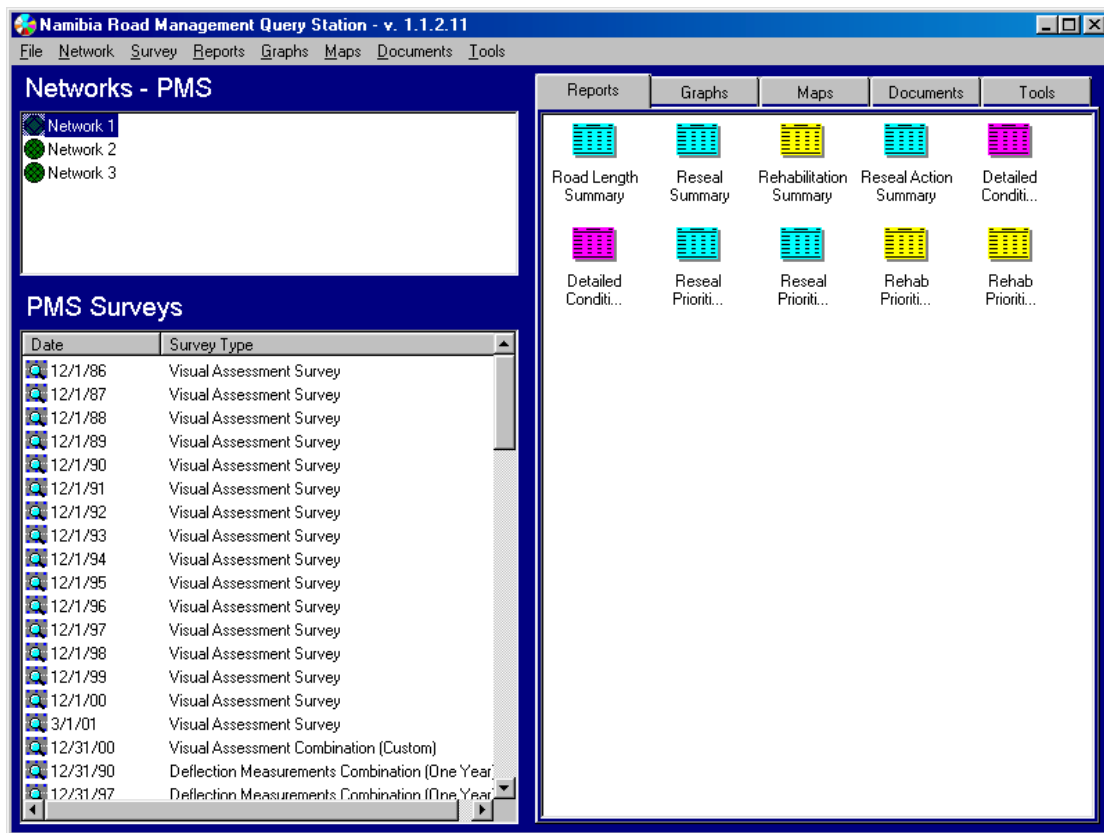 Namibia Road Management Query Station - v. 1.1.2.11
File Network Survey Reports Graphs Maps Documents Tools
Networks - PMS
Network 1
Network 2
Network 3
PMS Surveys
Date Survey Type
12/1/86 Visual Assessment Survey
12/1/87 Visual Assessment Survey
12/1/88 Visual Assessment Survey
12/1/89 Visual Assessment Survey
12/1/90 Visual Assessment Survey
12/1/91 Visual Assessment Survey
12/1/92 Visual Assessment Survey
12/1/93 Visual Assessment Survey
12/1/94 Visual Assessment Survey
12/1/95 Visual Assessment Survey
12/1/96 Visual Assessment Survey
12/1/97 Visual Assessment Survey
12/1/98 Visual Assessment Survey
12/1/99 Visual Assessment Survey
12/1/00 Visual Assessment Survey
3/1/01 Visual Assessment Survey
12/31/00 Visual Assessment Combination (Custom)
12/31/90 Deflection Measurements Combination (One Year)
12/31/97 Deflection Measurements Combination (One Year)
Reports Graphs Maps Documents Tools
Road Length Summary
Reseal Summary
Rehabilitation Summary
Reseal Action Summary
Detailed Conditi...
Detailed Conditi...
Reseal Prioriti...
Reseal Prioriti...
Rehab Prioriti...
Rehab Prioriti...